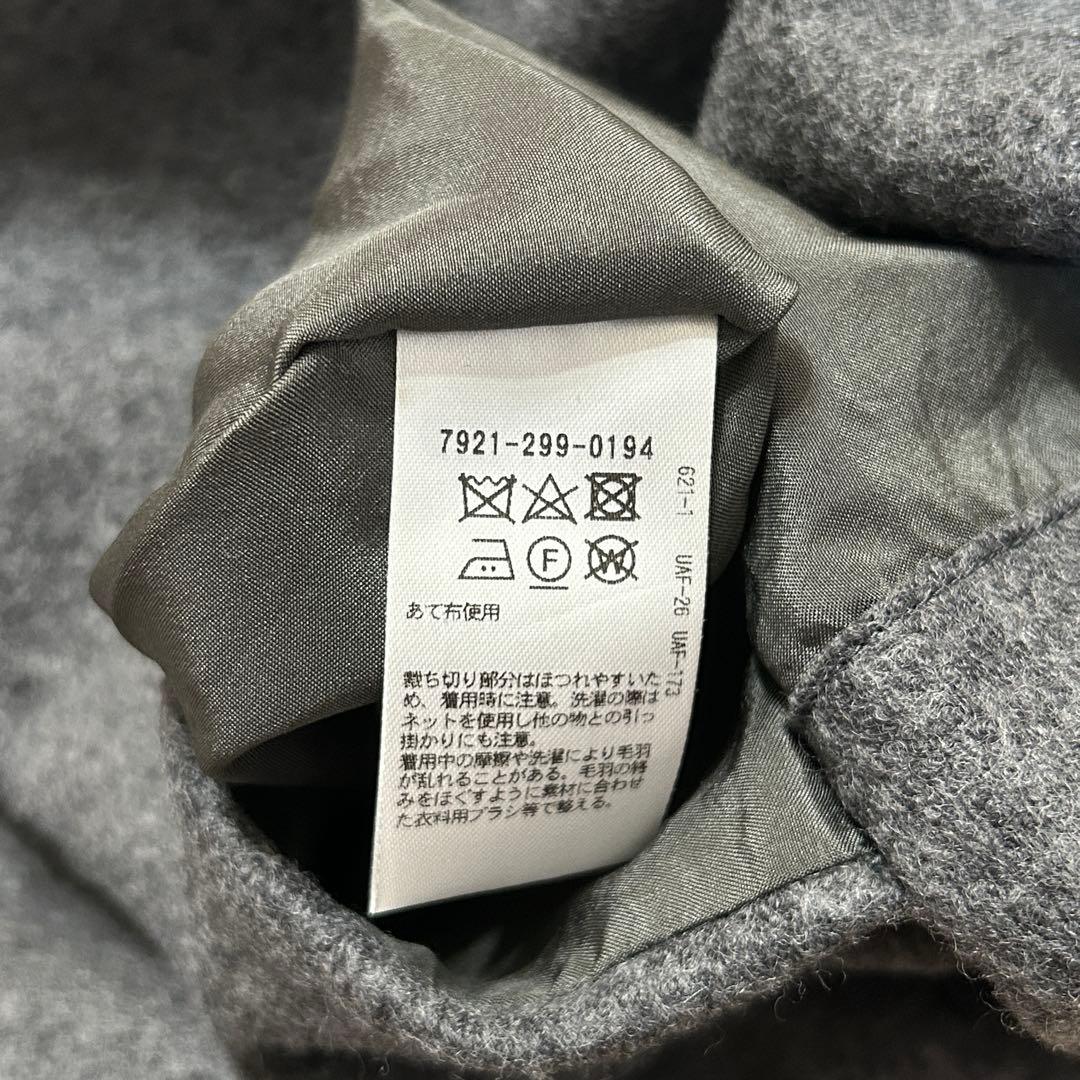 7921-299-0194
F
W
あて布使用
裁ち切り部分はほつれやすいた
め、着用時に注意。洗濯の際は
ネットを使用し他の物との引っ
掛かりにも注意。
着用中の摩擦や洗濯により毛羽
が乱れることがある。毛羽の絡
みをほぐすように素材に合わせ
た衣料用ブラシ等で整える。
621-1 UAF-26 UAF-173